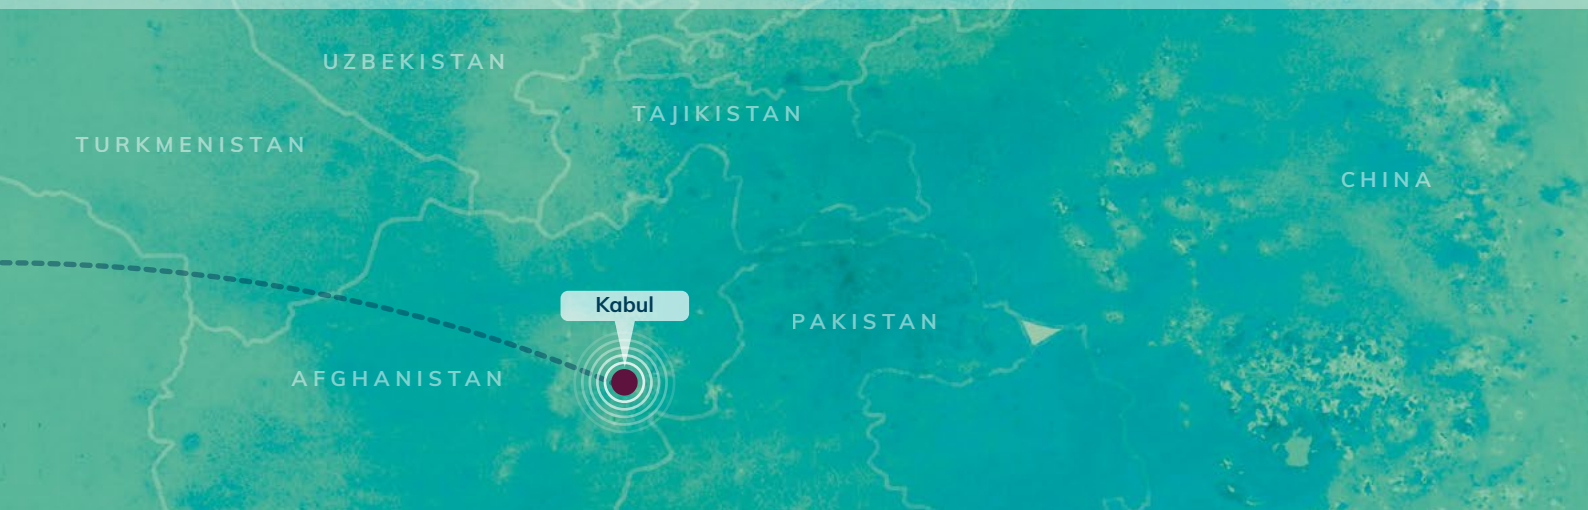 UZBEKISTAN
TAJIKISTAN
TURKMENISTAN
CHINA
Kabul
PAKISTAN
AFGHANISTAN